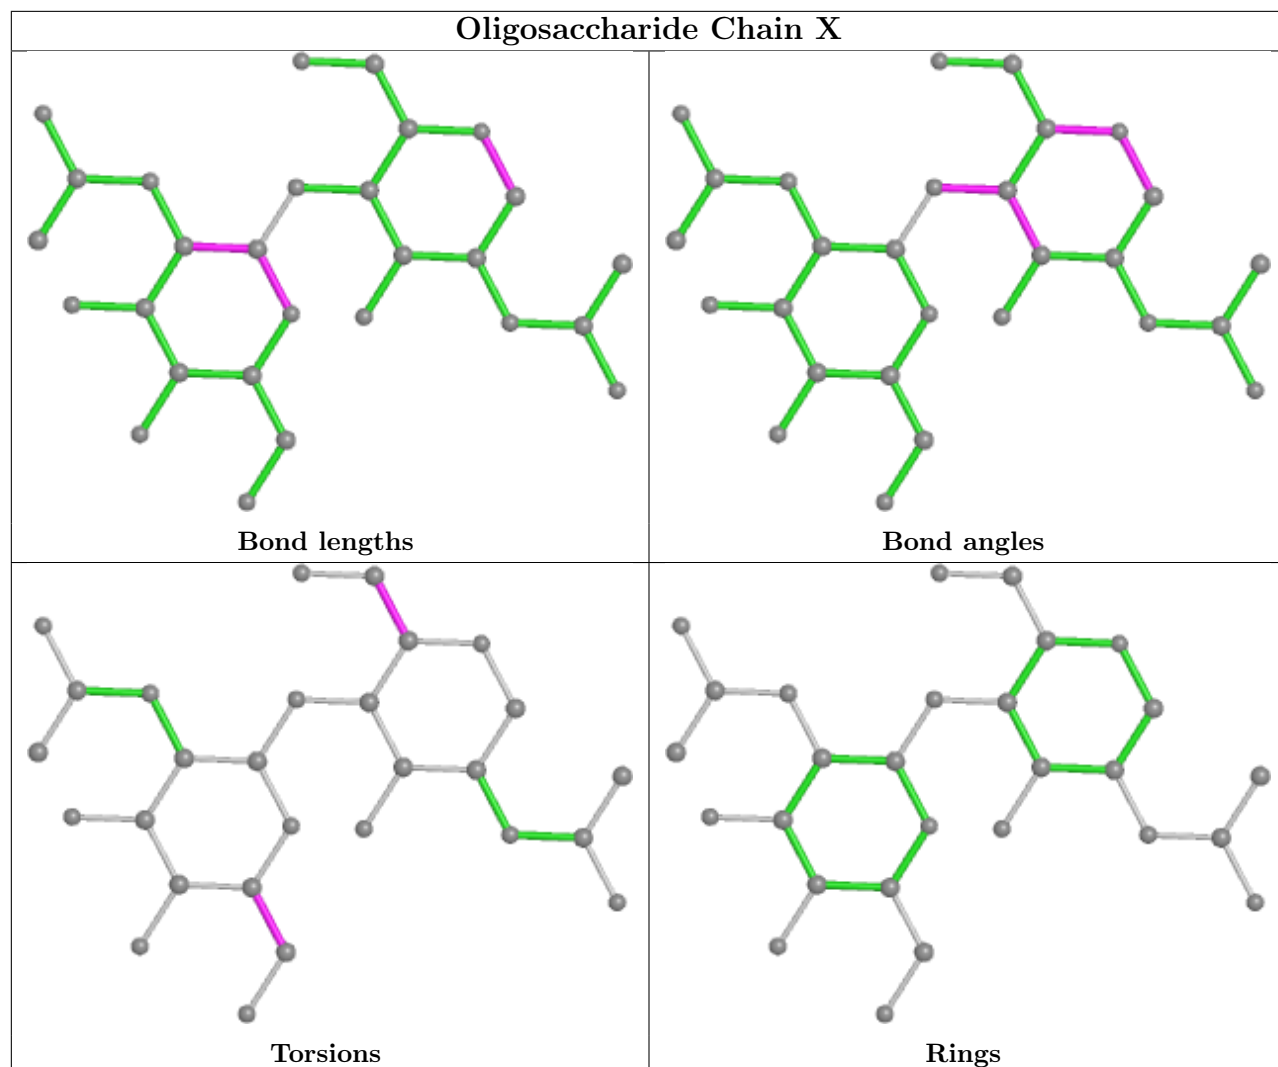 Oligosaccharide Chain X
Bond lengths
Bond angles
Torsions
Rings